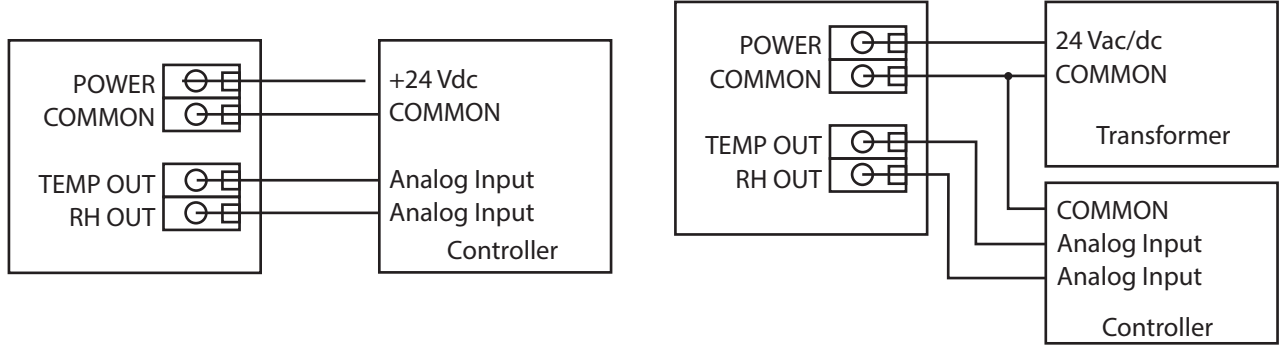 POWER
COMMON
TEMP OUT
RH OUT
+24 Vdc
COMMON
Analog Input
Analog Input
Controller
POWER
COMMON
TEMP OUT
RH OUT
24 Vac/dc
COMMON
Transformer
COMMON
Analog Input
Analog Input
Controller